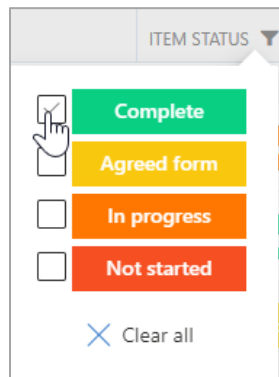 ITEM STATUS
Complete
Agreed form
In progress
Not started
Clear all